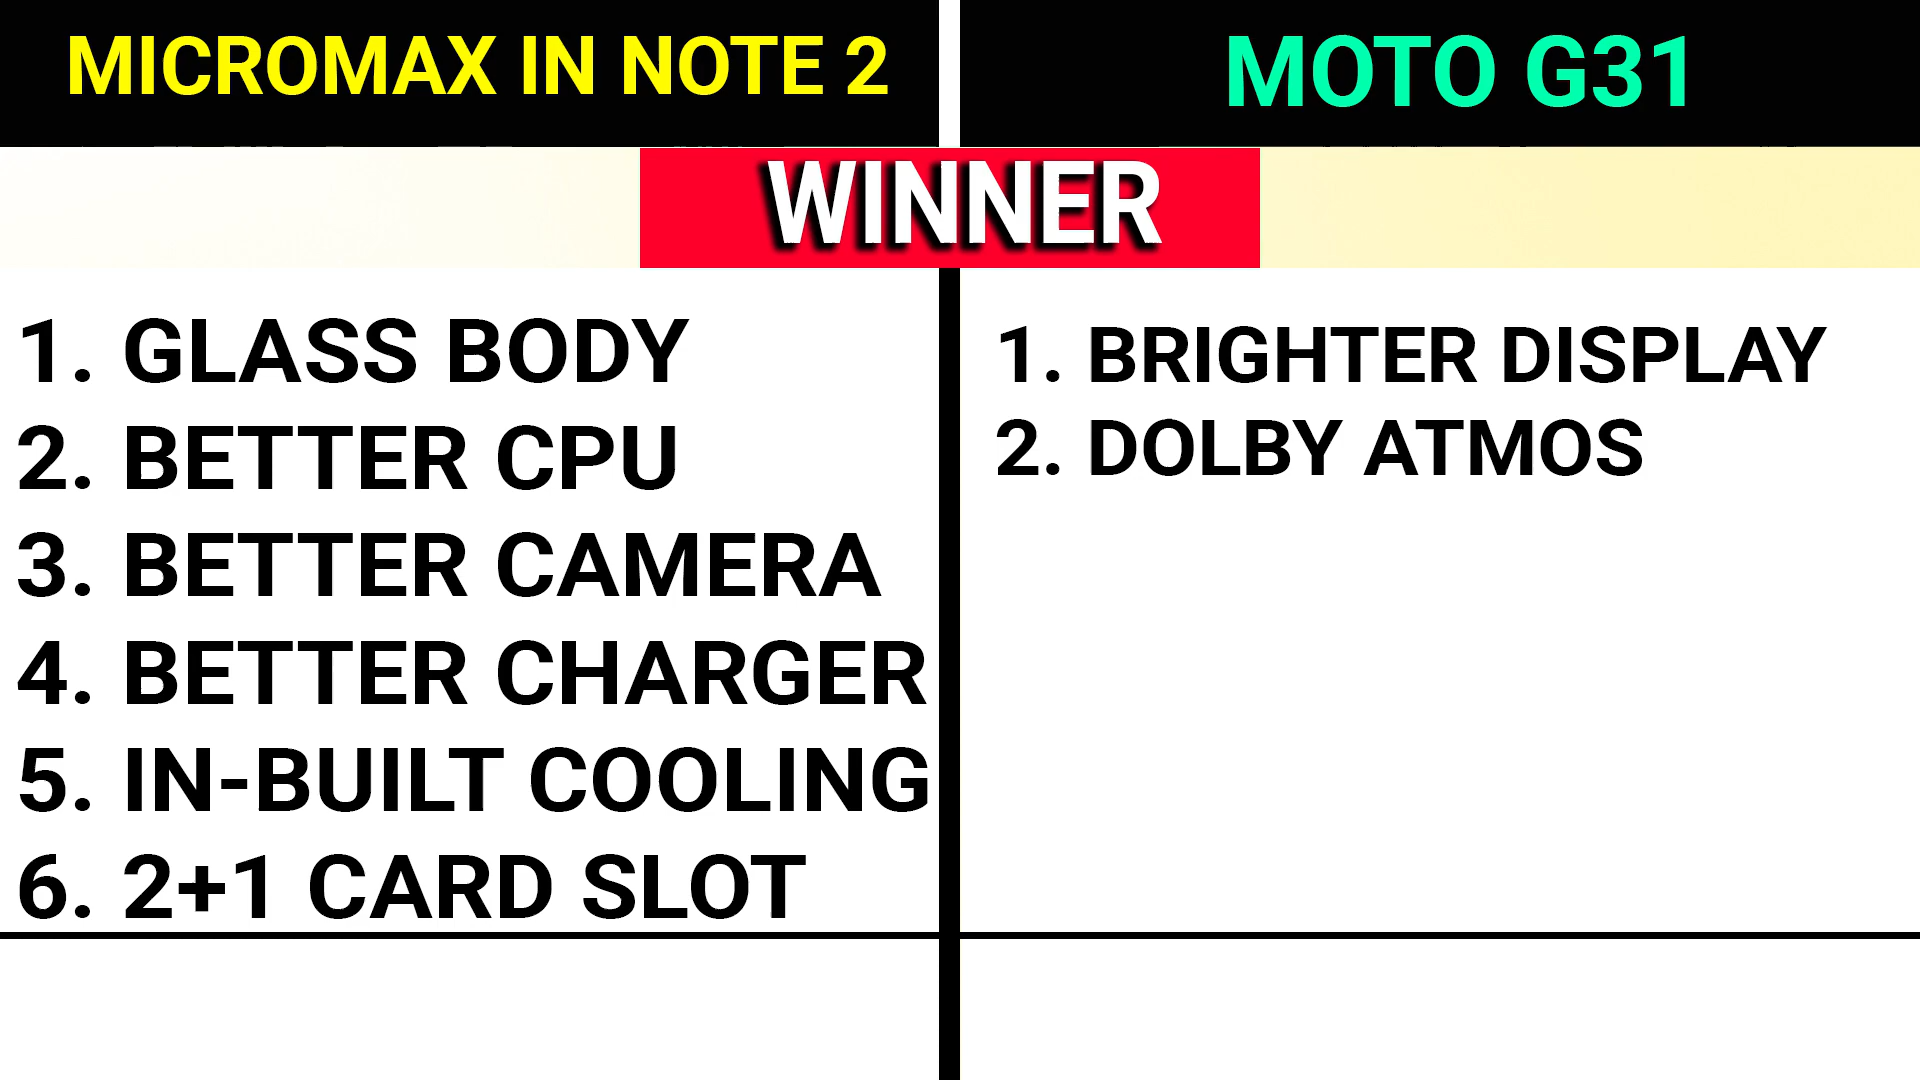 MICROMAX IN NOTE 2
MOTO G31
WINNER
1. GLASS BODY
2. BETTER CPU
3. BETTER CAMERA
4. BETTER CHARGER
5. IN-BUILT COOLING
6. 2+1 CARD SLOT
1. BRIGHTER DISPLAY
2. DOLBY ATMOS